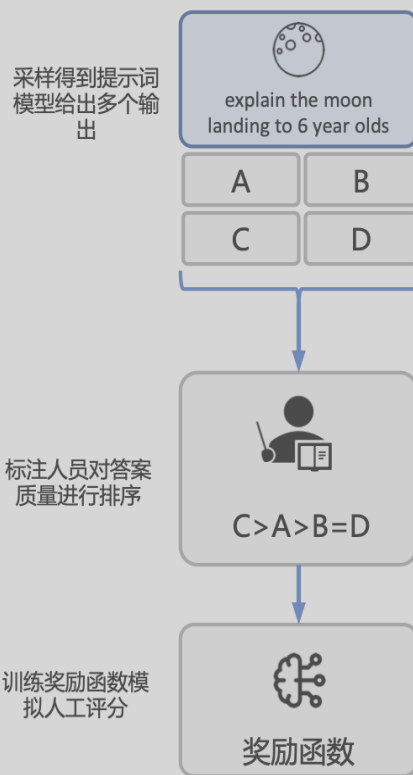 采样得到提示词
模型给出多个输
出
explain the moon
landing to 6 year olds
A
B
C
D
标注人员对答案
质量进行排序
C>A>B=D
训练奖励函数模
拟人工评分
奖励函数